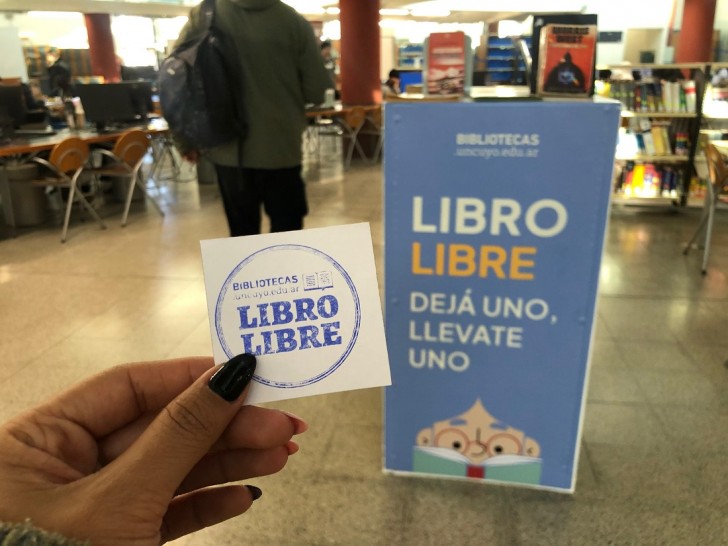 BIBLIOTECAS
.uncuyo.edu.ar
LIBRO
LIBRE
DEJÁ UNO,
LLEVATE
UNO
BIBLIOTECAS
.uncuyo.edu.ar
LIBRO
LIBRE